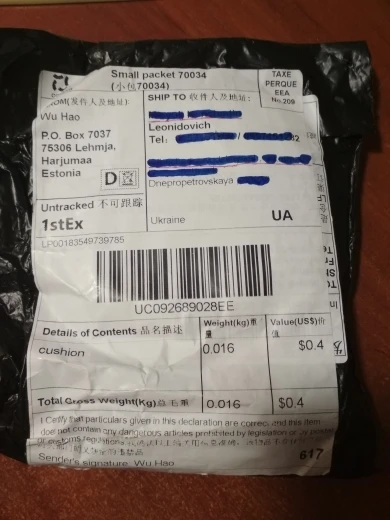 Small packet 70034
(小包70034)
TAXE
PERQUE
EEA
No.209
FROM(发件人及地址):
Wu Hao
P.O. Box 7037
75306 Lehmja,
Harjumaa
Estonia
D
SHIP TO 收件人及地址:
Leonidovich
Tel:
Dnepropetrovskaya
Ukraine
UA
Untracked 不可跟踪
1stEx
LP00183549739785
UC092689028EE
Details of Contents 品名描述
Weight(kg)重量
Value(US$)价值
cushion
0.016
$0.4
Total Gross Weight(Kg)总毛重
0.016
$0.4
I Certify that particulars given in this declaration are correct and this item
does not contain any dangerous articles prohibited by legislation or by postal
or customs regulations
Sender's signature. Wu Hao
617